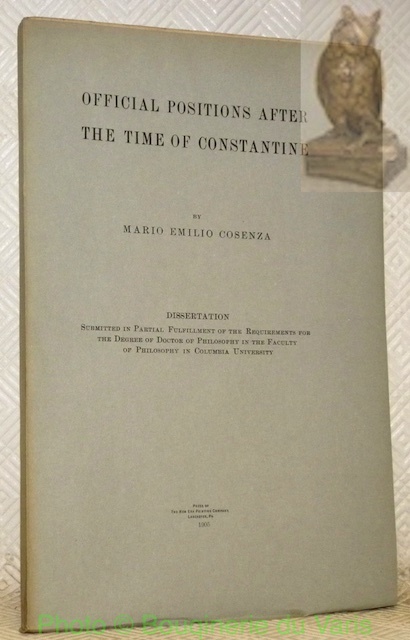 OFFICIAL POSITIONS AFTER
THE TIME OF CONSTANTINE
BY
MARIO EMILIO COSENZA
DISSERTATION
SUBMITTED IN PARTIAL FULFILLMENT OF THE REQUIREMENTS FOR
THE DEGREE OF DOCTOR OF PHILOSOPHY IN THE FACULTY
OF PHILOSOPHY IN COLUMBIA UNIVERSITY
PRESS OF
THE NEW ERA PRINTING COMPANY
LANCASTER, PA.
1905
Photo © Bouquinerie du Varis